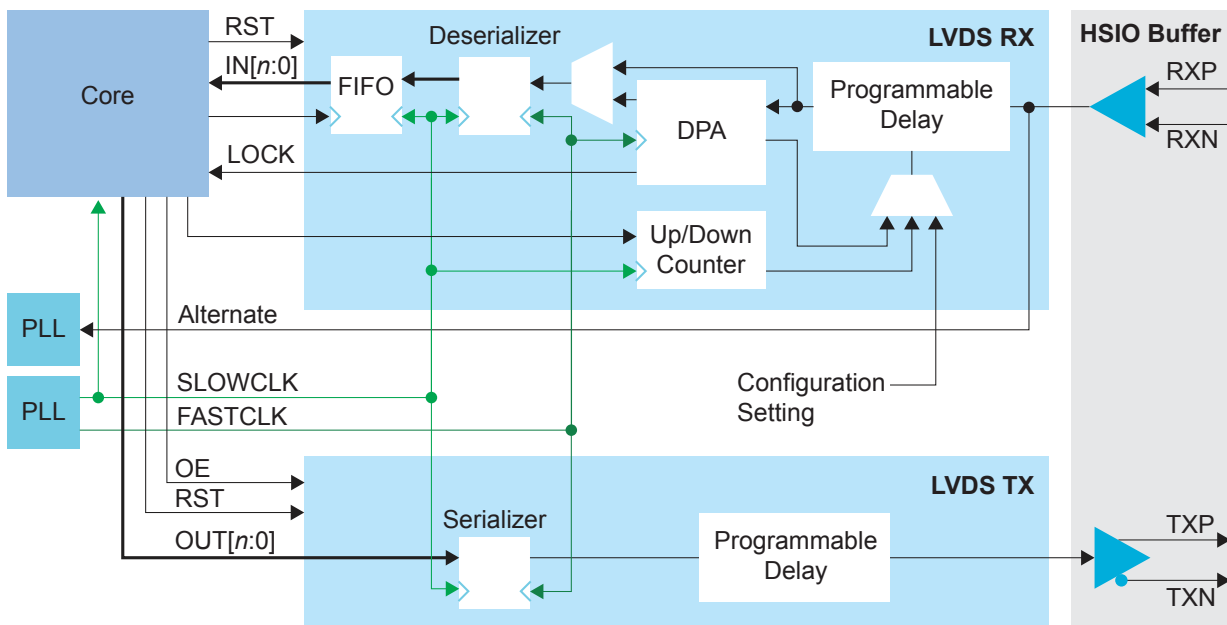 RST
Deserializer
LVDS RX
HSIO Buffer
IN[n:0]
Core
FIFO
DPA
Programmable
Delay
RXP
RXN
LOCK
Up/Down
Counter
PLL
Alternate
PLL
SLOWCLK
FASTCLK
Configuration
Setting
OE
RST
OUT[n:0]
LVDS TX
Serializer
Programmable
Delay
TXP
TXN